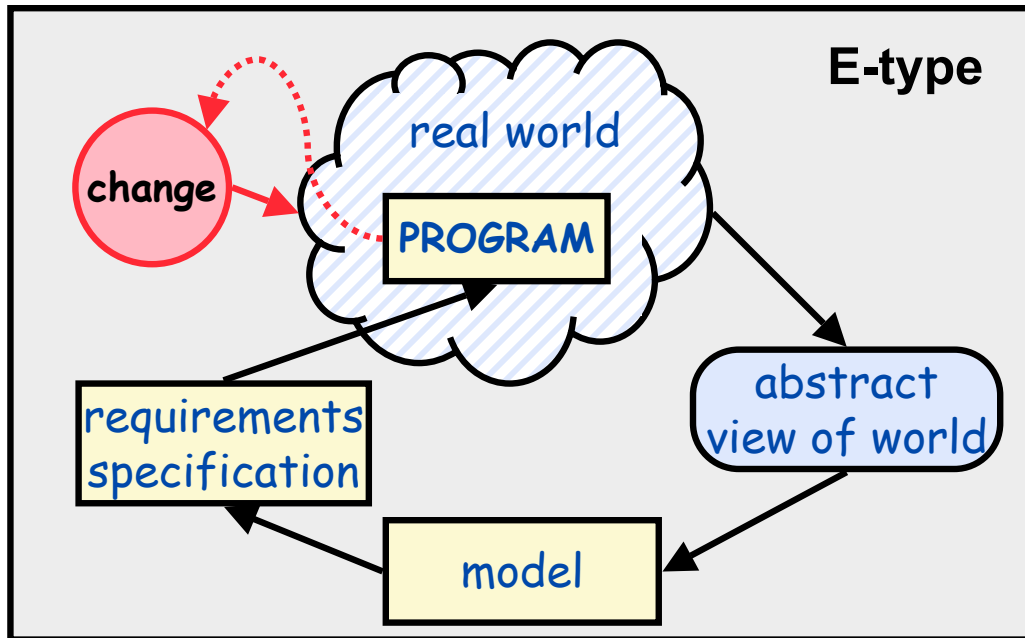 E-type
real world
change
PROGRAM
abstract
view of world
requirements
specification
model